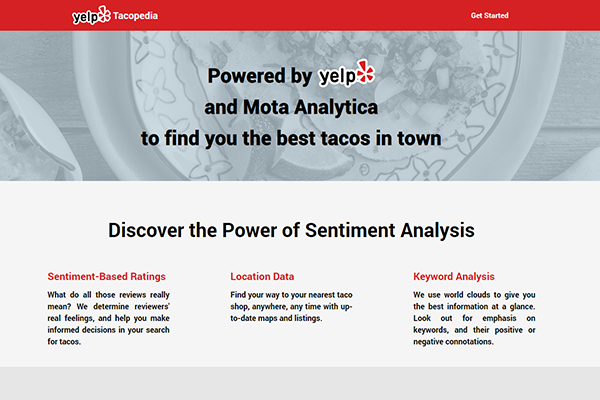 yelp Tacopedia
Get Started
Powered by yelp
and Mota Analytica
to find you the best tacos in town
Discover the Power of Sentiment Analysis
Sentiment-Based Ratings
What do all those reviews really
mean? We determine reviewers'
real feelings, and help you make
informed decisions in your search
for tacos.
Location Data
Find your way to your nearest taco
shop, anywhere, any time with up-
to-date maps and listings.
Keyword Analysis
We use world clouds to give you
the best information at a glance.
Look out for emphasis on
keywords, and their positive or
negative connotations.